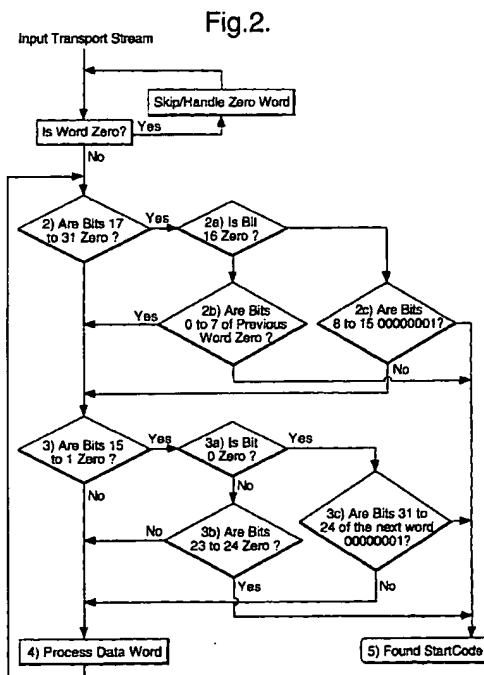 Fig.2.
Input Transport Stream
Skip/Handle Zero Word
Is Word Zero?
Yes
No
2) Are Bits 17
to 31 Zero ?
Yes
2a) Is Bit
16 Zero ?
2b) Are Bits
0 to 7 of Previous
Word Zero ?
Yes
2c) Are Bits
8 to 15 00000001?
No
3) Are Bits 15
to 1 Zero ?
Yes
3a) Is Bit
0 Zero ?
Yes
No
No
3b) Are Bits
23 to 24 Zero ?
No
3c) Are Bits 31 to
24 of the next word
00000001?
Yes
No
4) Process Data Word
5) Found StartCode